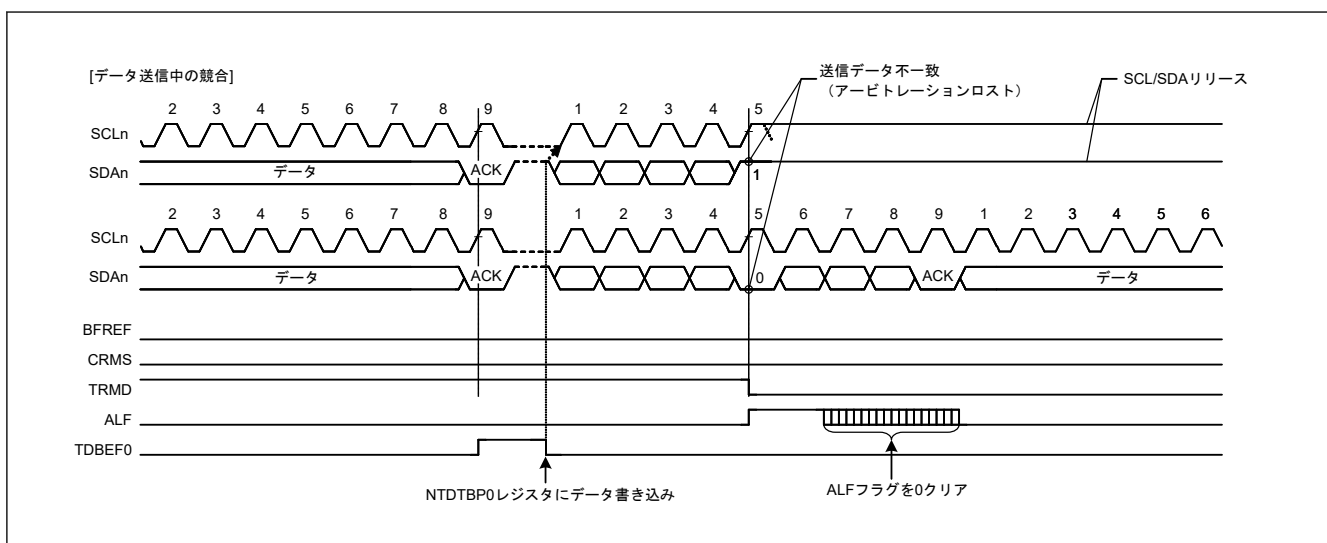 [データ送信中の競合]
送信データ不一致
（アービトレーションロスト）
SCL/SDAリリース
2 3 4 5 6 7 8 9 1 2 3 4 5
SCLn
SDAn データ ACK 1
2 3 4 5 6 7 8 9 1 2 3 4 5 6 7 8 9 1 2 3 4 5 6
SCLn
SDAn データ ACK 0 ACK データ
BFREF
CRMS
TRMD
ALF
TDBEF0
NTDTBP0レジスタにデータ書き込み
ALFフラグを0クリア